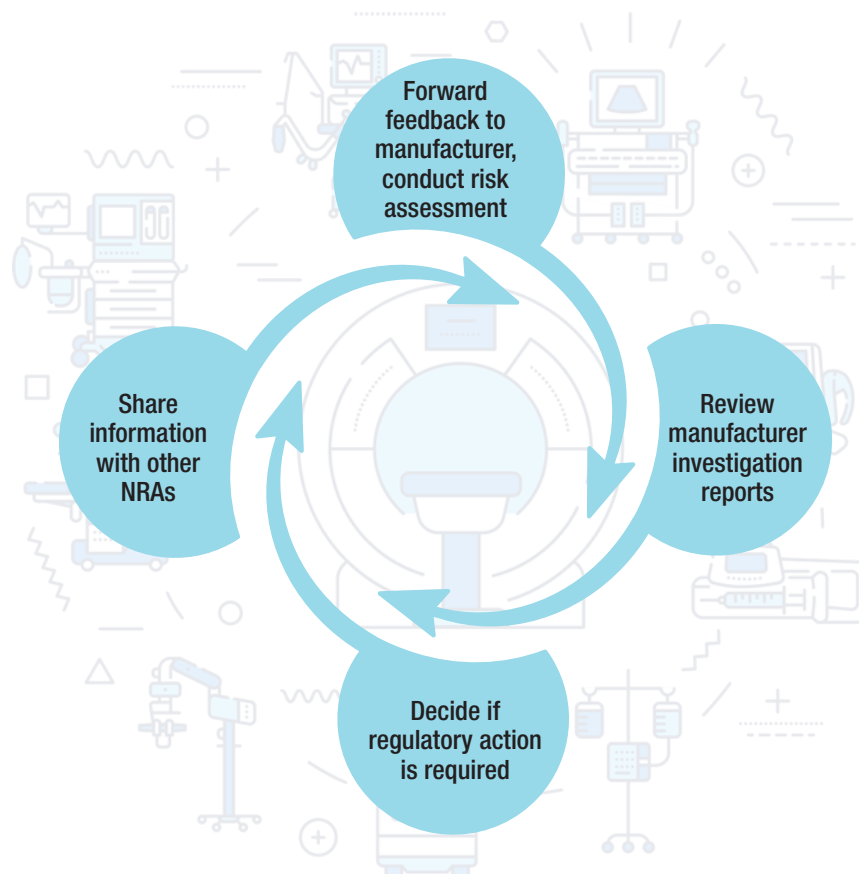 Forward
feedback to
manufacturer,
conduct risk
assessment
Review
manufacturer
investigation
reports
Decide if
regulatory action
is required
Share
information
with other
NRAs